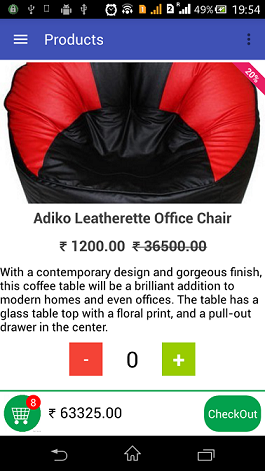 49% 19:54
Products
20%
Adiko Leatherette Office Chair
₹ 1200.00 ₹ 36500.00
With a contemporary design and gorgeous finish,
this coffee table will be a brilliant addition to
modern homes and even offices. The table has a
glass table top with a floral print, and a pull-out
drawer in the center.
- 0 +
8
₹ 63325.00 CheckOut